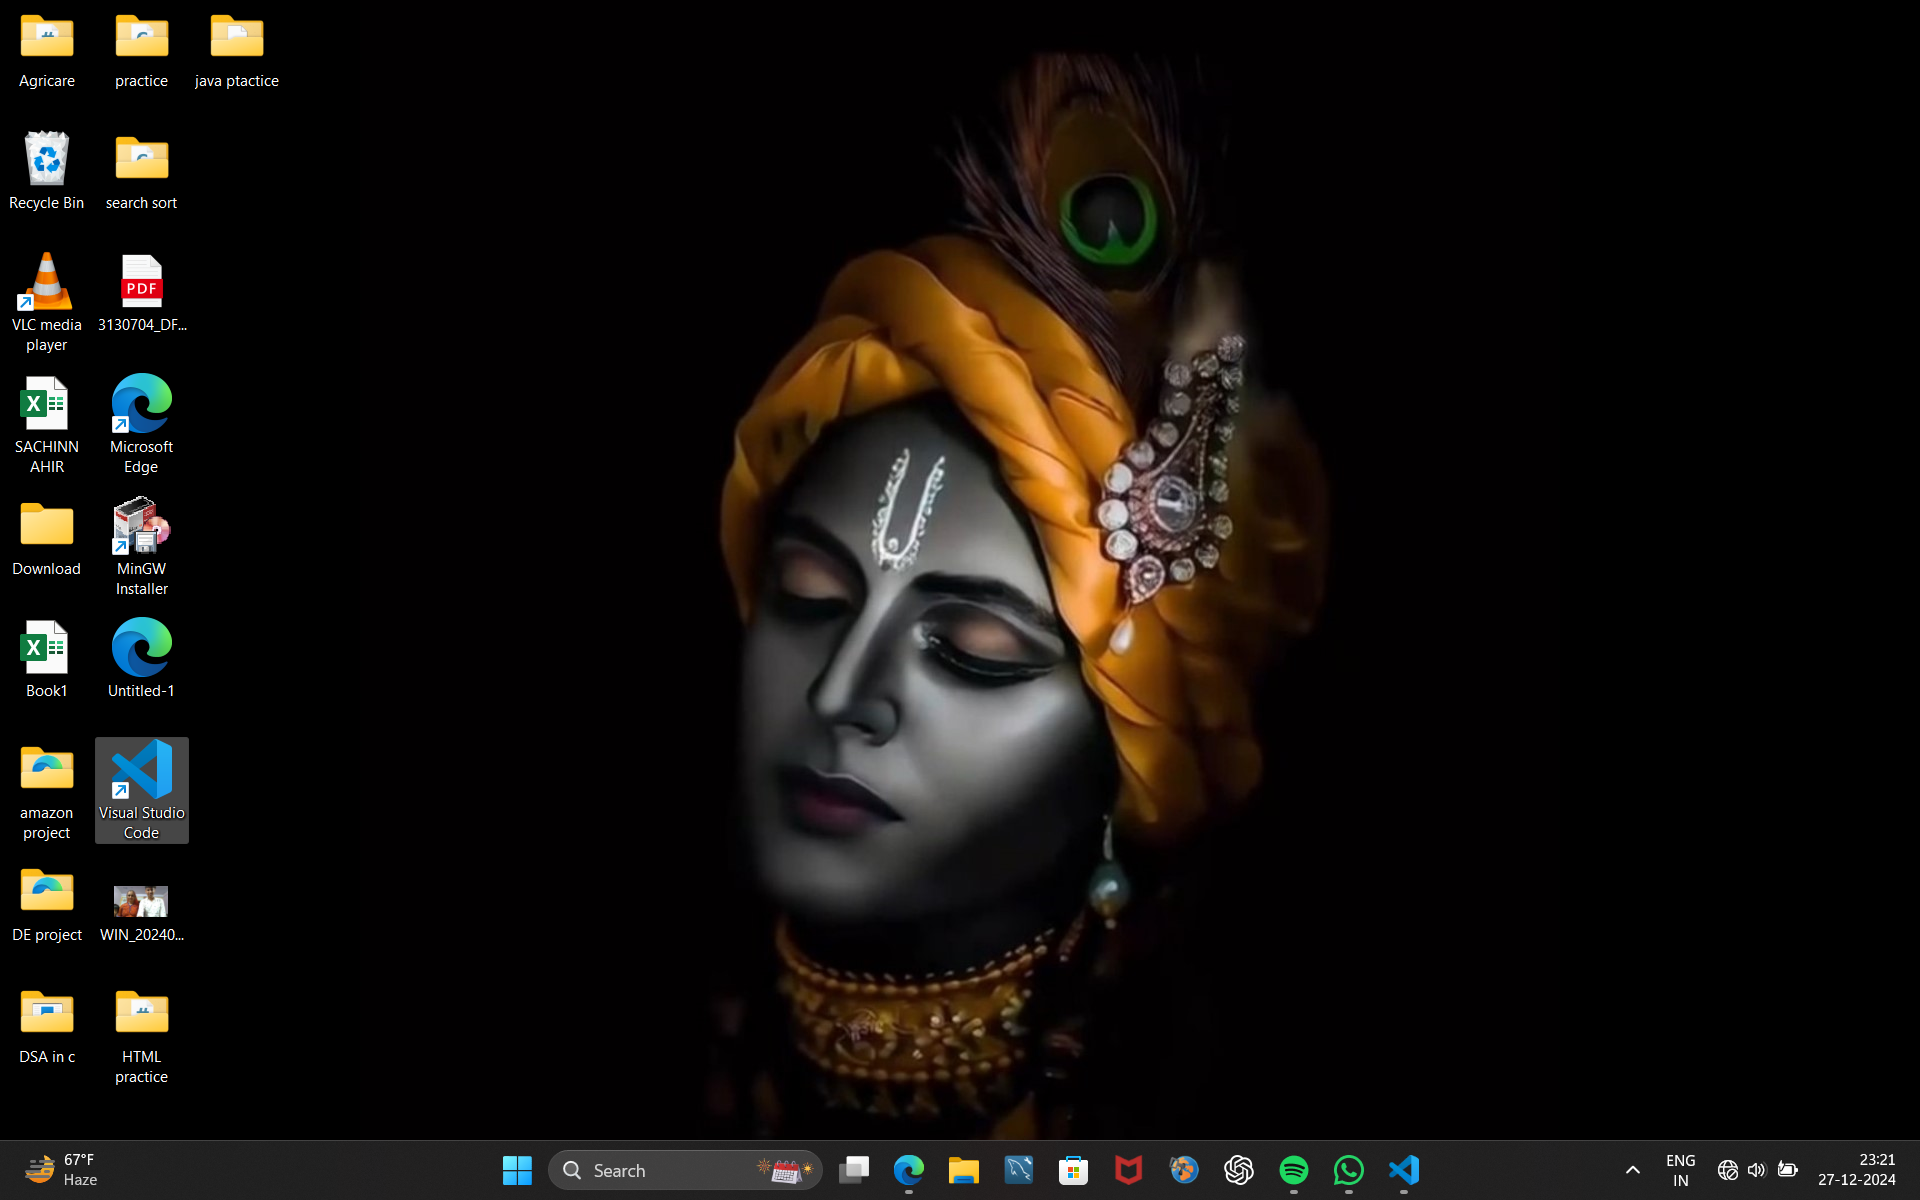 Agricare
practice
java ptactice
Recycle Bin
search sort
VLC media
player
PDF
3130704_DF...
SACHINN
AHIR
Microsoft
Edge
Download
MinGW
Installer
Book1
Untitled-1
amazon
project
Visual Studio
Code
DE project
WIN_20240...
DSA in c
HTML
practice
67°F
Haze
Search
ENG
IN
23:21
27-12-2024